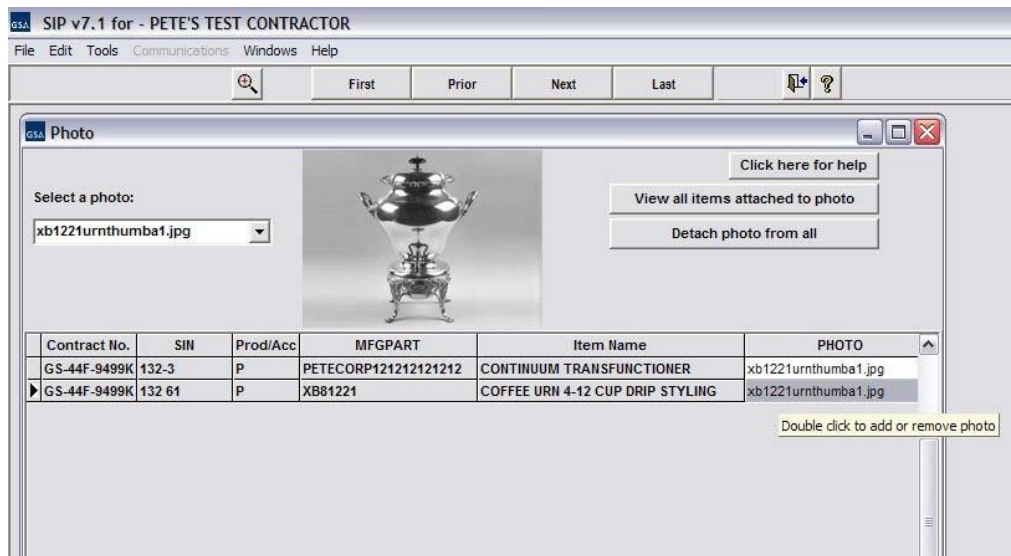 GSA SIP v7.1 for - PETE'S TEST CONTRACTOR
File Edit Tools Communications Windows Help
First Prior Next Last ?
GSA Photo
Click here for help
Select a photo:
View all items attached to photo
xb1221urnthumba1.jpg
Detach photo from all
Contract No. SIN Prod/Acc MFGPART Item Name PHOTO
GS-44F-9499K 132-3 P PETECORP121212121212 CONTINUUM TRANSFUNCTIONER xb1221urnthumba1.jpg
GS-44F-9499K 132 61 P XB81221 COFFEE URN 4-12 CUP DRIP STYLING xb1221urnthumba1.jpg
Double click to add or remove photo